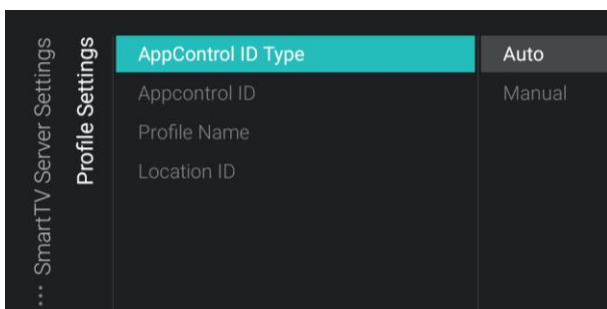 ... SmartTV Server Settings
Profile Settings
AppControl ID Type
Appcontrol ID
Profile Name
Location ID
Auto
Manual